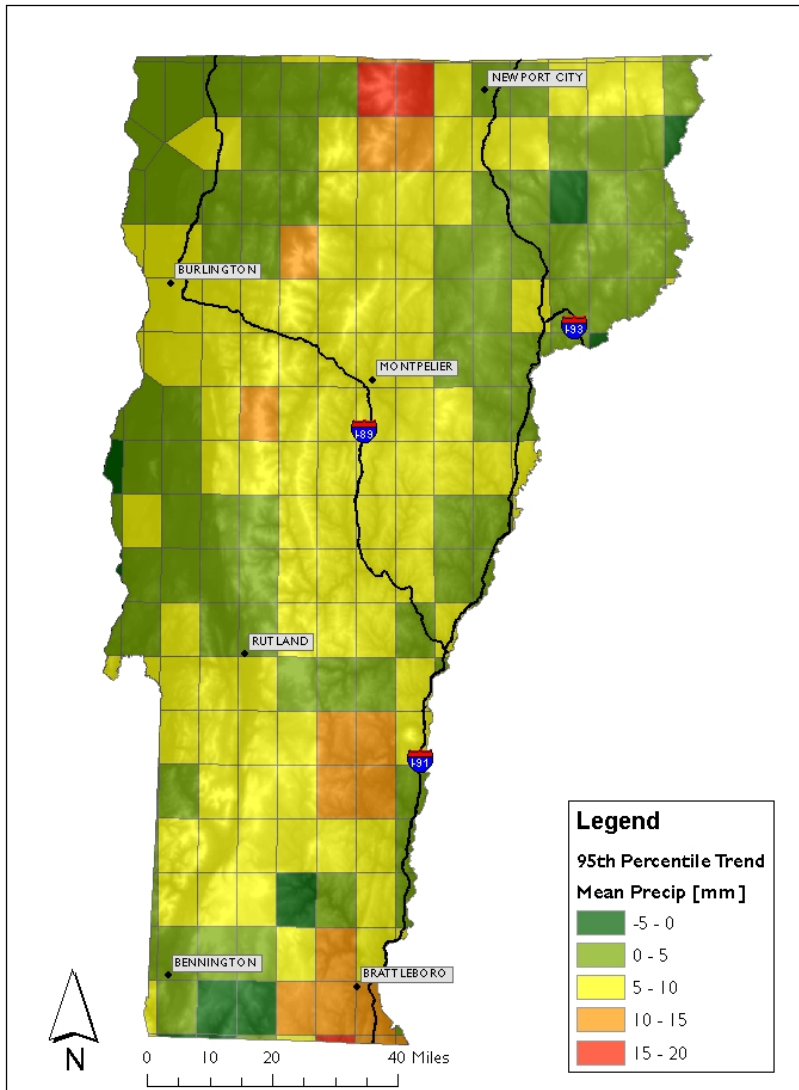 NEWPORT CITY
BURLINGTON
I-93
MONTPELIER
I-89
RUTLAND
I-91
Legend
95th Percentile Trend
Mean Precip [mm]
-5 - 0
0 - 5
5 - 10
10 - 15
15 - 20
BENNINGTON
BRATTLEBORO
N
0 10 20 40 Miles